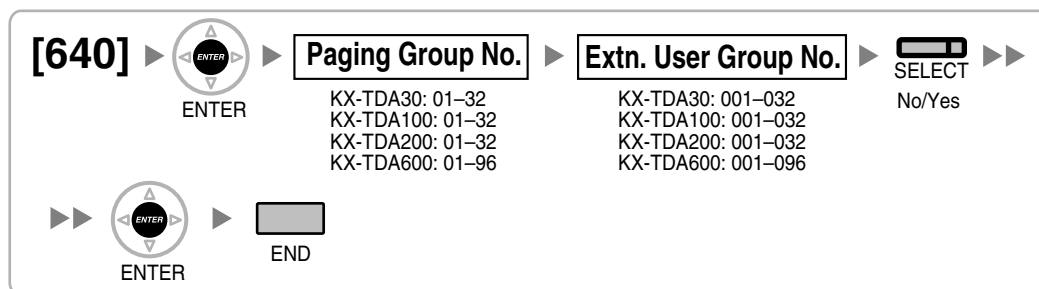 [640] ENTER Paging Group No. Extn. User Group No. SELECT
ENTER No/Yes
KX-TDA30: 01–32 KX-TDA30: 001–032
KX-TDA100: 01–32 KX-TDA100: 001–032
KX-TDA200: 01–32 KX-TDA200: 001–032
KX-TDA600: 01–96 KX-TDA600: 001–096
ENTER
ENTER END